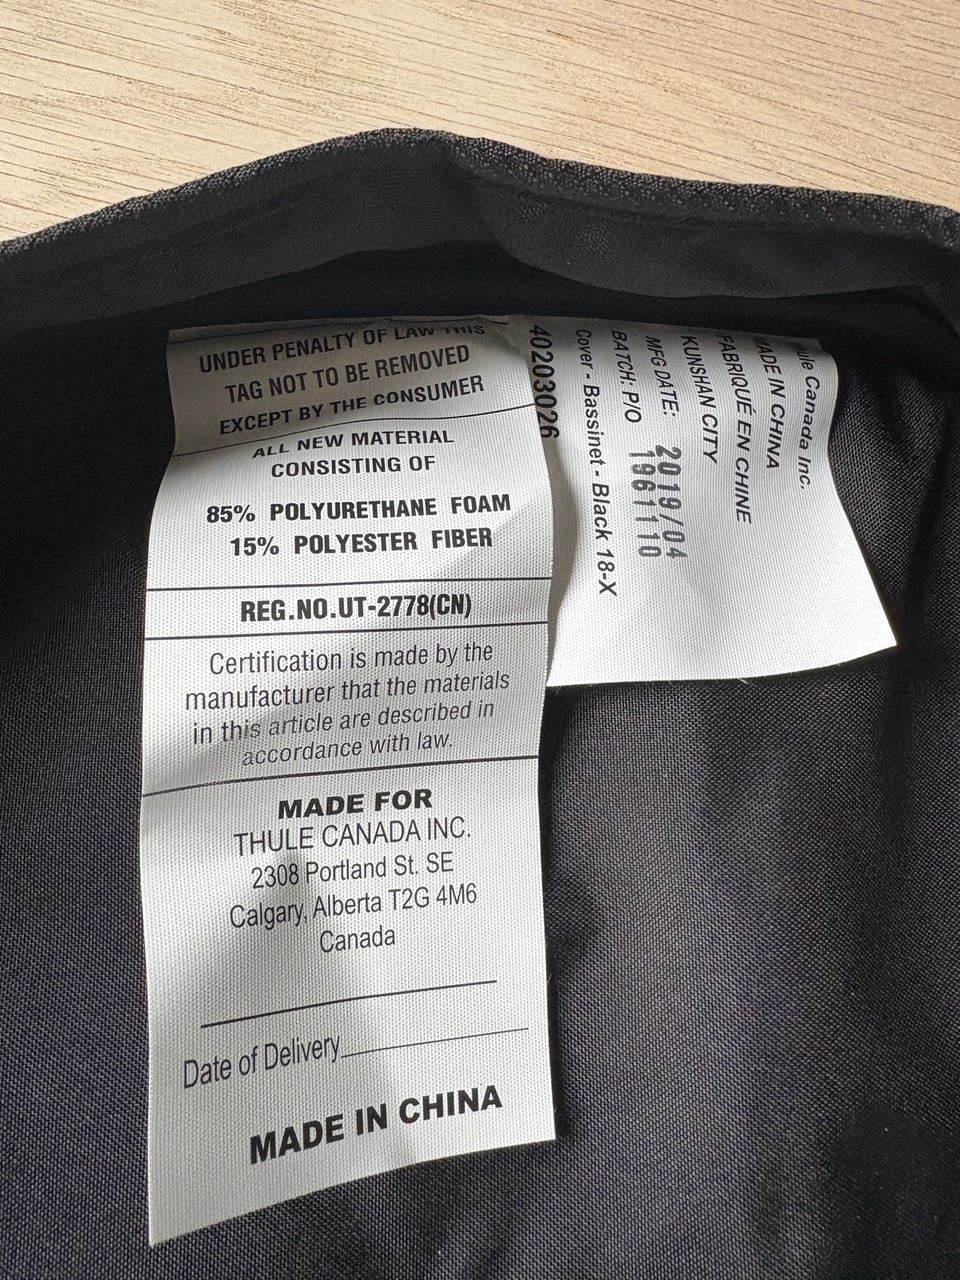 UNDER PENALTY OF LAW THIS
TAG NOT TO BE REMOVED
EXCEPT BY THE CONSUMER
ALL NEW MATERIAL
CONSISTING OF
85% POLYURETHANE FOAM
15% POLYESTER FIBER
REG.NO.UT-2778(CN)
Certification is made by the
manufacturer that the materials
in this article are described in
accordance with law.
MADE FOR
THULE CANADA INC.
2308 Portland St. SE
Calgary, Alberta T2G 4M6
Canada
Date of Delivery
MADE IN CHINA
Canada Inc.
MADE IN CHINA
FABRIQUÉ EN CHINE
KUNSHAN CITY
MFG DATE: 2019/04
BATCH: P/O 1961110
Cover - Bassinet - Black 18-X
40203026